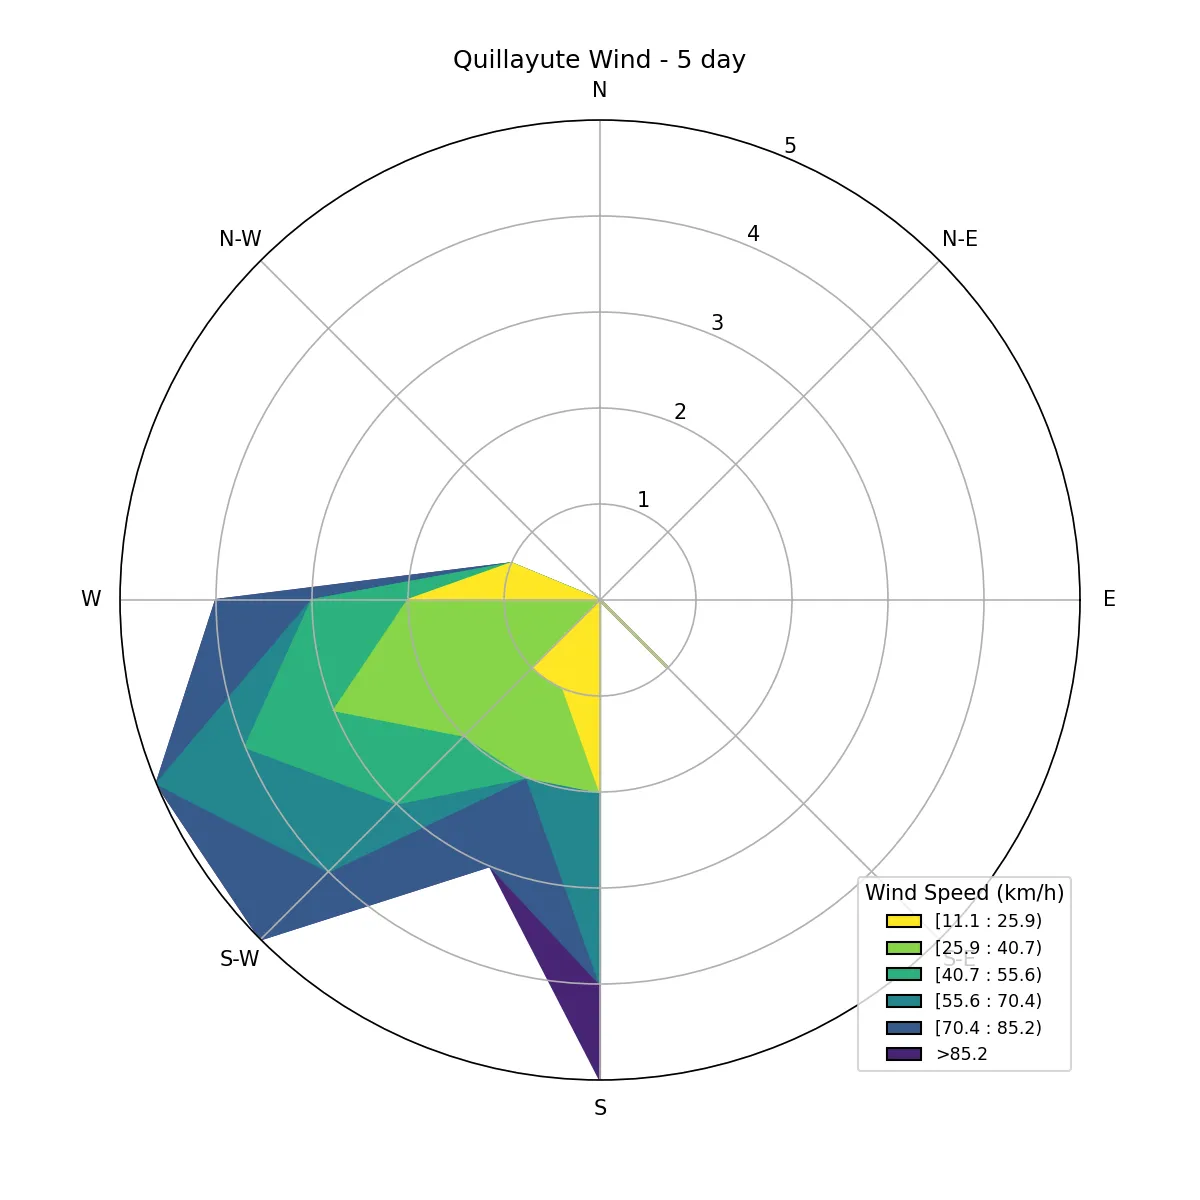 Quillayute Wind - 5 day
N
5
N-W
4
N-E
3
2
1
W
E
Wind Speed (km/h)
[11.1 : 25.9)
[25.9 : 40.7)
S-W
S-E
[40.7 : 55.6)
[55.6 : 70.4)
[70.4 : 85.2)
>85.2
S